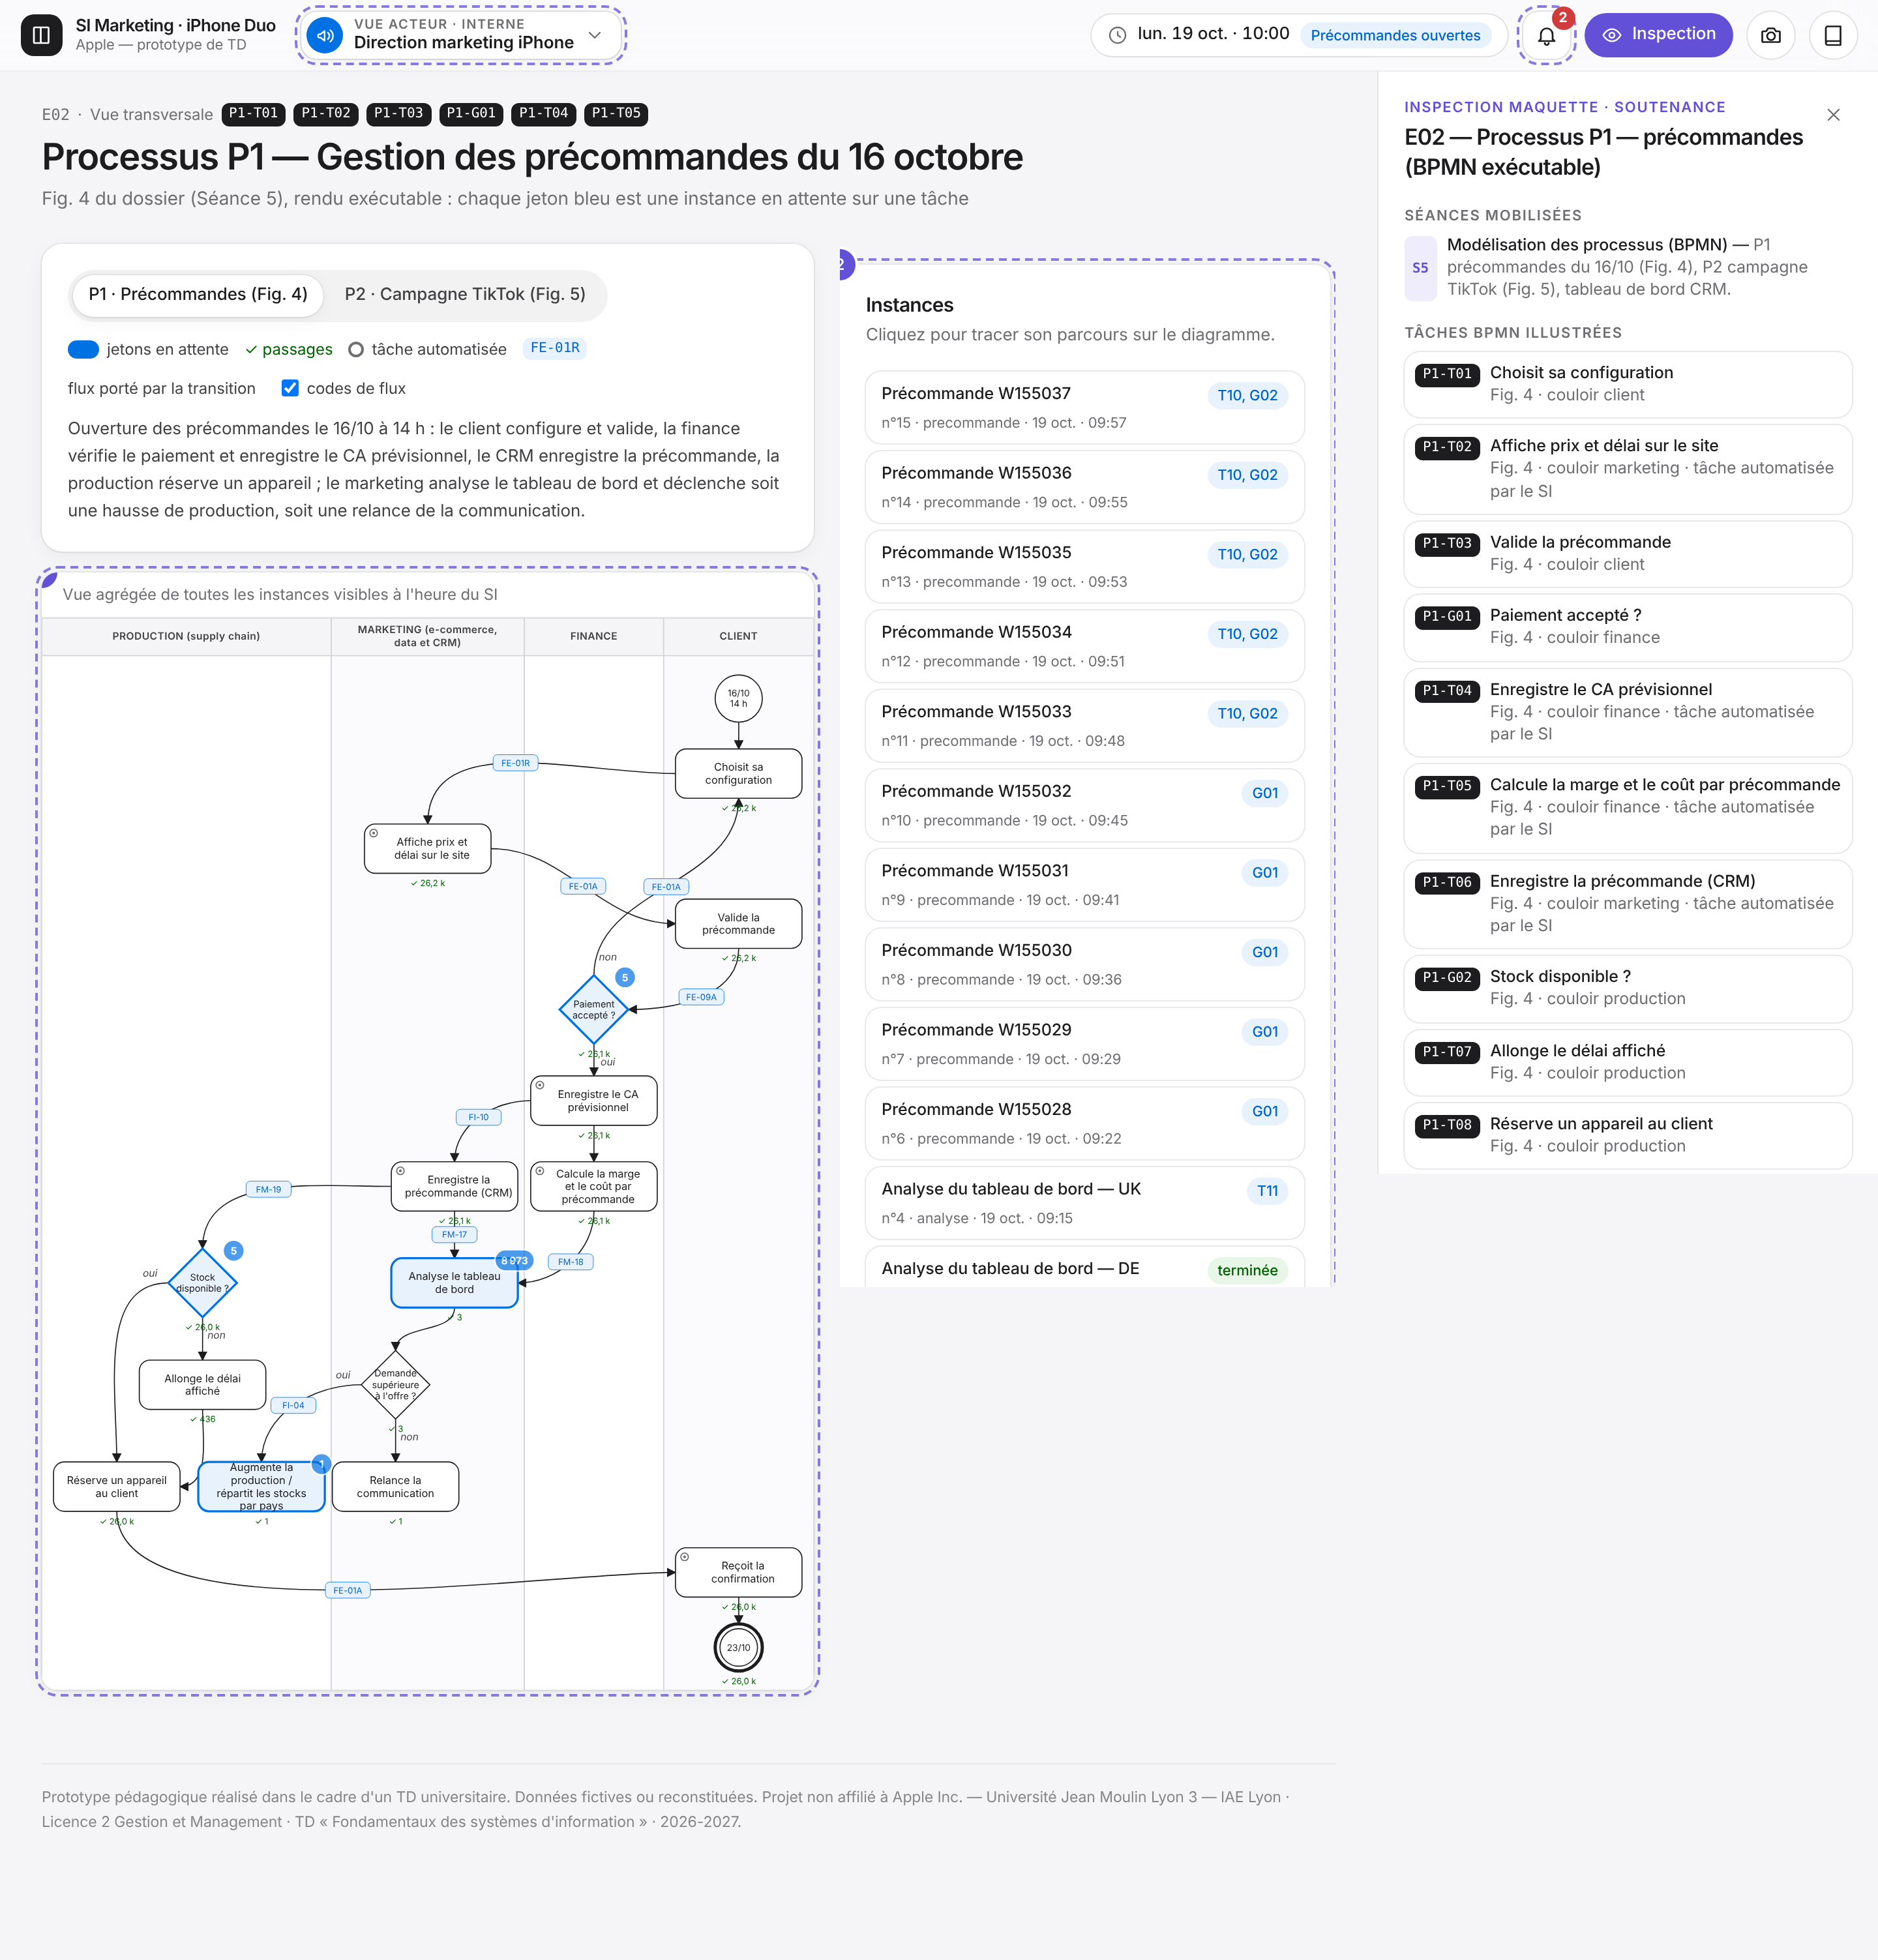 SI Marketing · iPhone Duo
Apple — prototype de TD
VUE ACTEUR · INTERNE
Direction marketing iPhone
lun. 19 oct. · 10:00
Précommandes ouvertes
2
Inspection
E02 · Vue transversale P1-T01 P1-T02 P1-T03 P1-G01 P1-T04 P1-T05
Processus P1 — Gestion des précommandes du 16 octobre
Fig. 4 du dossier (Séance 5), rendu exécutable : chaque jeton bleu est une instance en attente sur une tâche
P1 · Précommandes (Fig. 4)
P2 · Campagne TikTok (Fig. 5)
jetons en attente ✓ passages tâche automatisée FE-01R
flux porté par la transition codes de flux
Ouverture des précommandes le 16/10 à 14 h : le client configure et valide, la finance
vérifie le paiement et enregistre le CA prévisionnel, le CRM enregistre la précommande, la
production réserve un appareil ; le marketing analyse le tableau de bord et déclenche soit
une hausse de production, soit une relance de la communication.
Vue agrégée de toutes les instances visibles à l'heure du SI
PRODUCTION (supply chain)
MARKETING (e-commerce,
data et CRM)
FINANCE
CLIENT
16/10
14 h
Choisit sa
configuration
✓ 26,2 k
FE-01R
Affiche prix et
délai sur le site
✓ 26,2 k
FE-01A
FE-01A
Valide la
précommande
✓ 26,2 k
non
5
FE-09A
Paiement
accepté ?
✓ 26,1 k
oui
Enregistre le CA
prévisionnel
✓ 26,1 k
FI-10
Enregistre la
précommande (CRM)
✓ 26,1 k
Calcule la marge
et le coût par
précommande
✓ 26,1 k
FM-19
FM-17
FM-18
5
8 973
Stock
disponible ?
oui
✓ 26,0 k
non
Analyse le tableau
de bord
✓ 3
Allonge le délai
affiché
✓ 436
oui
Demande
supérieure
à l'offre ?
FI-04
✓ 3
non
Réserve un appareil
au client
✓ 26,0 k
Augmente la
production /
répartit les stocks
par pays
1
✓ 1
Relance la
communication
✓ 1
Reçoit la
confirmation
✓ 26,0 k
FE-01A
23/10
✓ 26,0 k
2
Instances
Cliquez pour tracer son parcours sur le diagramme.
Précommande W155037 T10, G02
n°15 · precommande · 19 oct. · 09:57
Précommande W155036 T10, G02
n°14 · precommande · 19 oct. · 09:55
Précommande W155035 T10, G02
n°13 · precommande · 19 oct. · 09:53
Précommande W155034 T10, G02
n°12 · precommande · 19 oct. · 09:51
Précommande W155033 T10, G02
n°11 · precommande · 19 oct. · 09:48
Précommande W155032 G01
n°10 · precommande · 19 oct. · 09:45
Précommande W155031 G01
n°9 · precommande · 19 oct. · 09:41
Précommande W155030 G01
n°8 · precommande · 19 oct. · 09:36
Précommande W155029 G01
n°7 · precommande · 19 oct. · 09:29
Précommande W155028 G01
n°6 · precommande · 19 oct. · 09:22
Analyse du tableau de bord — UK T11
n°4 · analyse · 19 oct. · 09:15
Analyse du tableau de bord — DE terminée
INSPECTION MAQUETTE · SOUTENANCE
E02 — Processus P1 — précommandes
(BPMN exécutable)
SÉANCES MOBILISÉES
S5
Modélisation des processus (BPMN) — P1
précommandes du 16/10 (Fig. 4), P2 campagne
TikTok (Fig. 5), tableau de bord CRM.
TÂCHES BPMN ILLUSTRÉES
P1-T01 Choisit sa configuration
Fig. 4 · couloir client
P1-T02 Affiche prix et délai sur le site
Fig. 4 · couloir marketing · tâche automatisée
par le SI
P1-T03 Valide la précommande
Fig. 4 · couloir client
P1-G01 Paiement accepté ?
Fig. 4 · couloir finance
P1-T04 Enregistre le CA prévisionnel
Fig. 4 · couloir finance · tâche automatisée
par le SI
P1-T05 Calcule la marge et le coût par précommande
Fig. 4 · couloir finance · tâche automatisée
par le SI
P1-T06 Enregistre la précommande (CRM)
Fig. 4 · couloir marketing · tâche automatisée
par le SI
P1-G02 Stock disponible ?
Fig. 4 · couloir production
P1-T07 Allonge le délai affiché
Fig. 4 · couloir production
P1-T08 Réserve un appareil au client
Fig. 4 · couloir production
Prototype pédagogique réalisé dans le cadre d'un TD universitaire. Données fictives ou reconstituées. Projet non affilié à Apple Inc. — Université Jean Moulin Lyon 3 — IAE Lyon ·
Licence 2 Gestion et Management · TD « Fondamentaux des systèmes d'information » · 2026-2027.